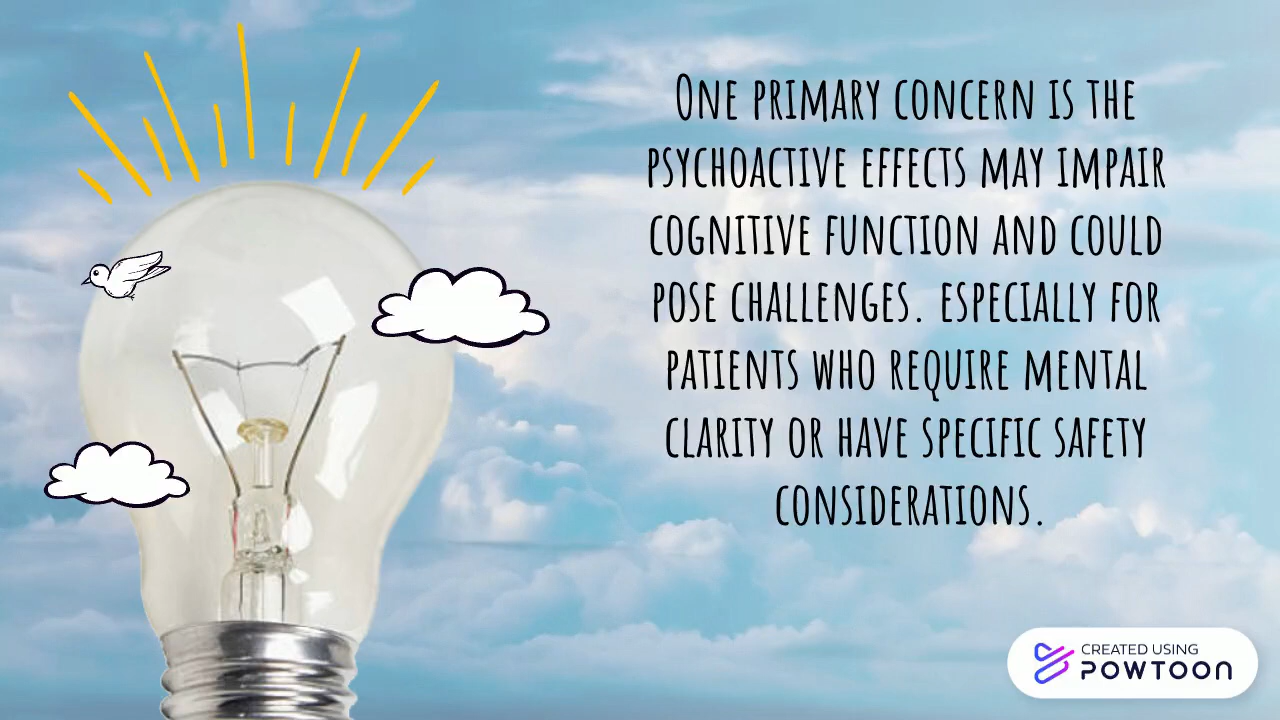 One primary concern is the
psychoactive effects may impair
cognitive function and could
pose challenges. especially for
patients who require mental
clarity or have specific safety
considerations.
CREATED USING
POWTOON